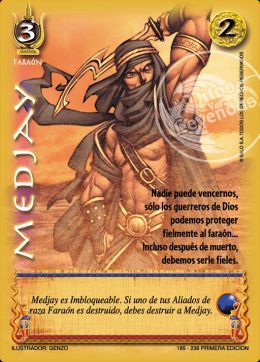 3
2
FARAÓN
MEDJAY
Mitos y
Leyendas
Nadie puede vencernos,
sólo los guerreros de Dios
podemos proteger
fielmente al faraón...
Incluso después de muerto,
debemos serle fieles.
Medjay es Imbloqueable. Si uno de tus Aliados de
raza Faraón es destruido, debes destruir a Medjay.
ILUSTRADOR: GENZO
165 - 236 PRIMERA EDICION